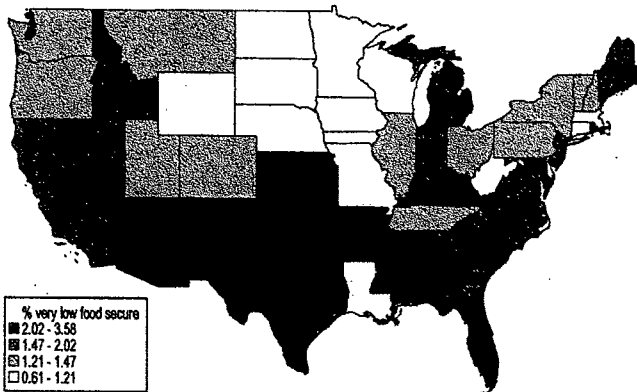 % very low food secure
2.02 - 3.58
1.47 - 2.02
1.21 - 1.47
0.61 - 1.21